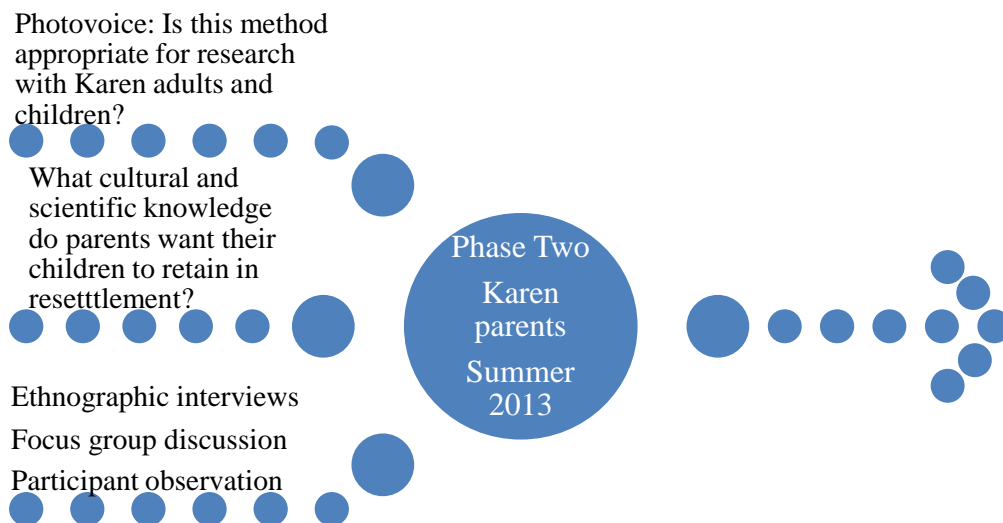 Photovoice: Is this method
appropriate for research
with Karen adults and
children?
What cultural and
scientific knowledge
do parents want their
children to retain in
resetttlement?
Ethnographic interviews
Focus group discussion
Participant observation
Phase Two
Karen
parents
Summer
2013